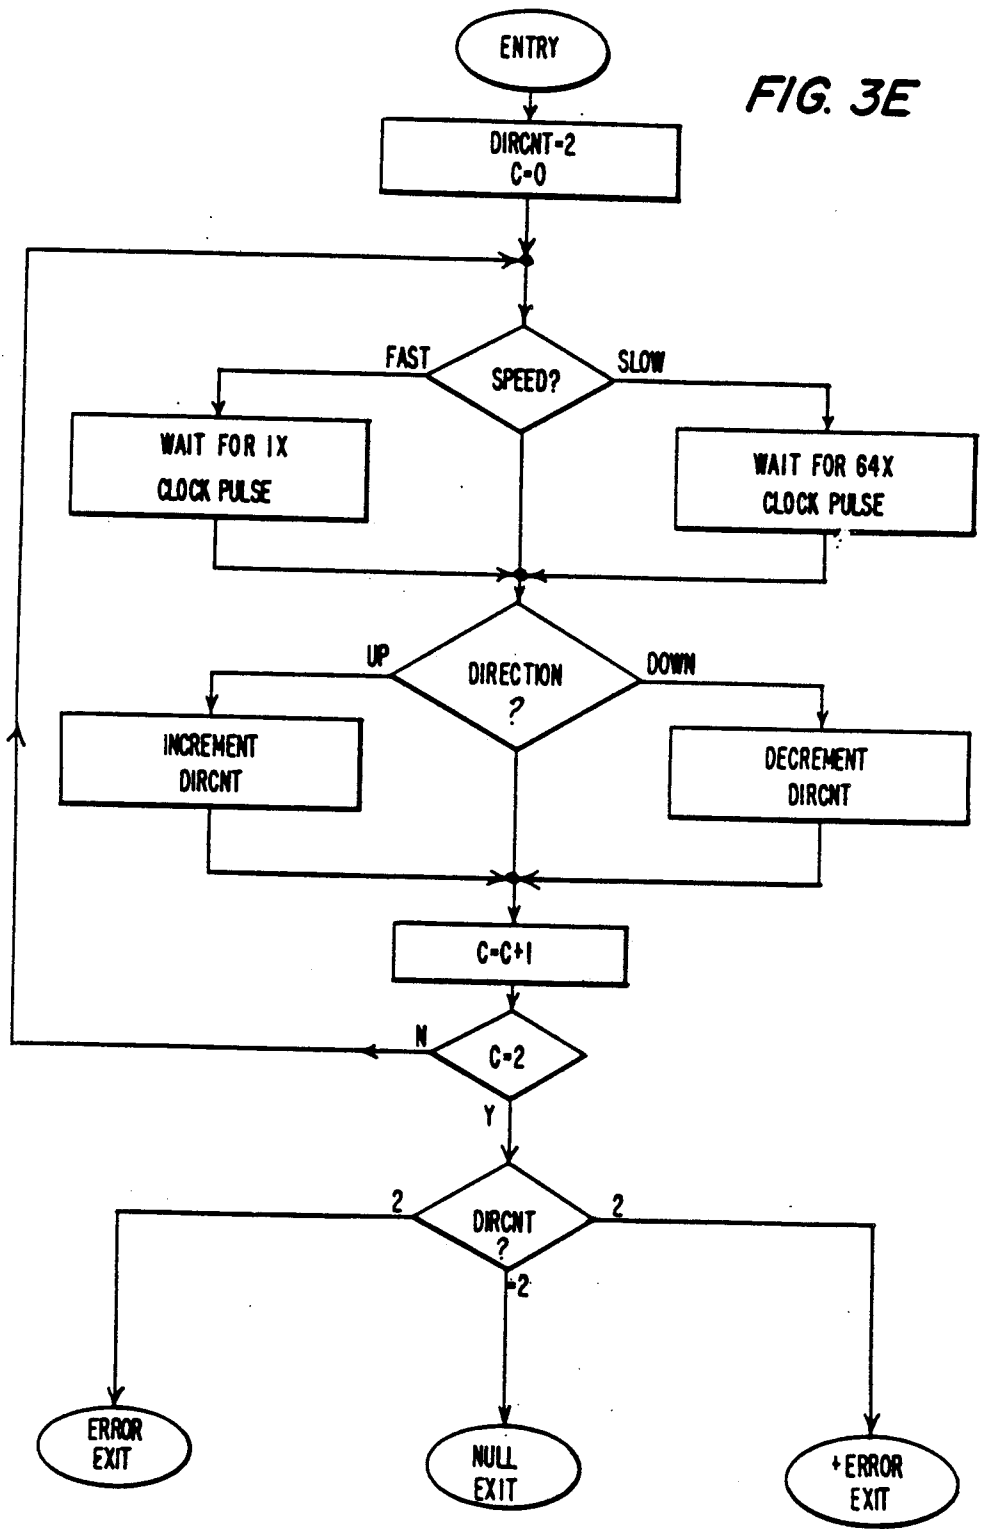 ENTRY
FIG. 3E
DIRCNT=2
C=0
FAST
SPEED?
SLOW
WAIT FOR 1X
CLOCK PULSE
WAIT FOR 64X
CLOCK PULSE
UP
DIRECTION
?
DOWN
INCREMENT
DIRCNT
DECREMENT
DIRCNT
C=C+1
N
C=2
Y
2
DIRCNT
?
2
=2
ERROR
EXIT
NULL
EXIT
+ERROR
EXIT